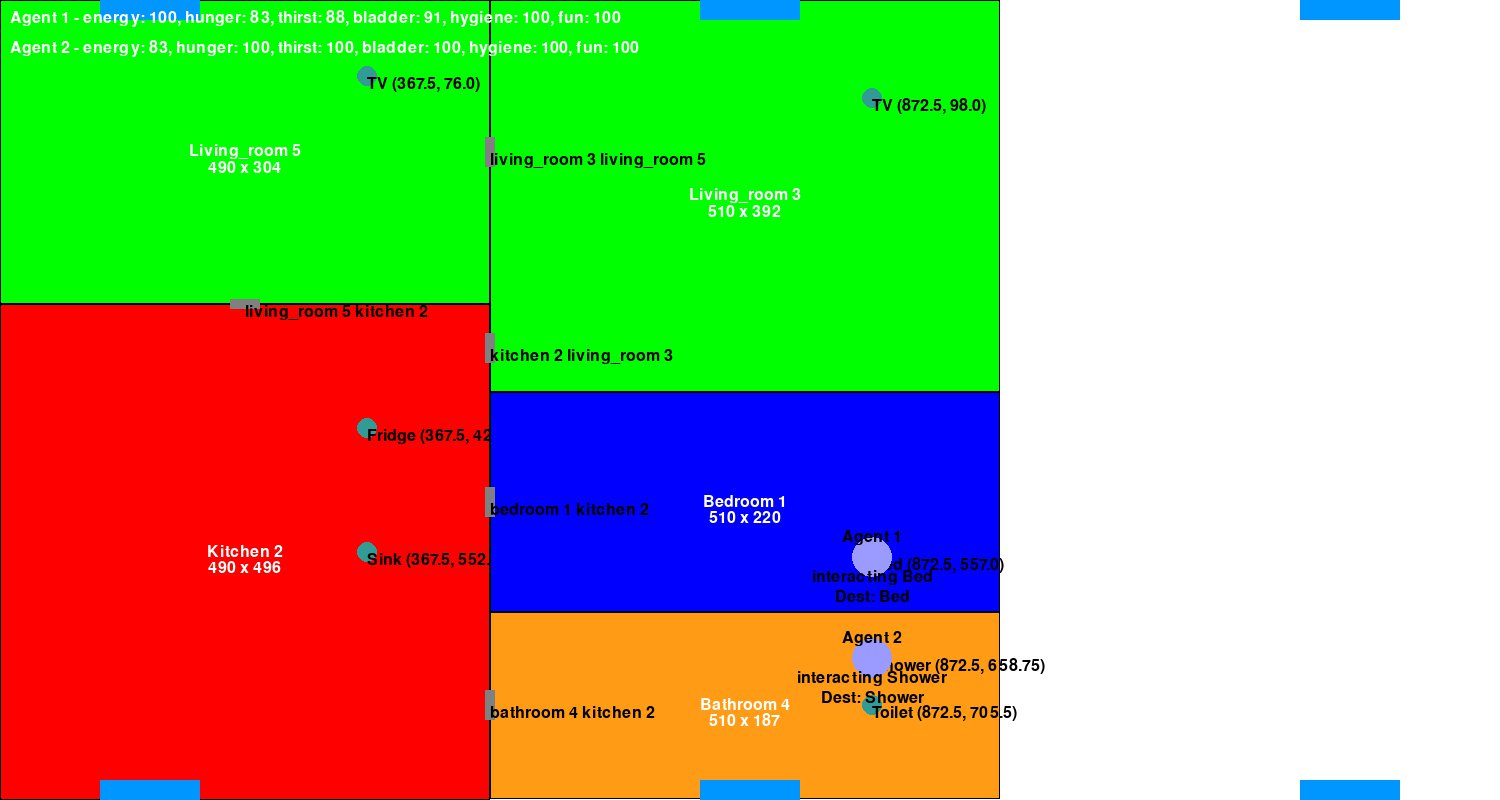 Agent 1 - energy: 100, hunger: 83, thirst: 88, bladder: 91, hygiene: 100, fun: 100
Agent 2 - energy: 83, hunger: 100, thirst: 100, bladder: 100, hygiene: 100, fun: 100
TV (367.5, 76.0)
TV (872.5, 98.0)
Living_room 5
490 x 304
living_room 3 living_room 5
Living_room 3
510 x 392
living_room 5 kitchen 2
kitchen 2 living_room 3
Fridge (367.5, 42
Bedroom 1
510 x 220
bedroom 1 kitchen 2
Agent 1
Kitchen 2
490 x 496
Sink (367.5, 552.
d (872.5, 557.0)
interacting Bed
Dest: Bed
Agent 2
ower (872.5, 658.75)
interacting Shower
Dest: Shower
Bathroom 4
510 x 187
bathroom 4 kitchen 2
Toilet (872.5, 705.5)